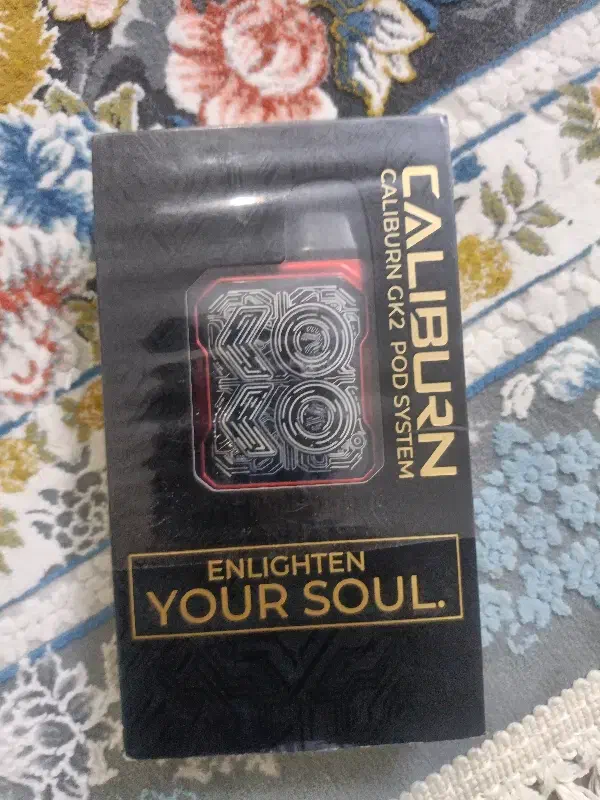 CALIBURN
CALIBURN GK2 POD SYSTEM
ENLIGHTEN
YOUR SOUL.